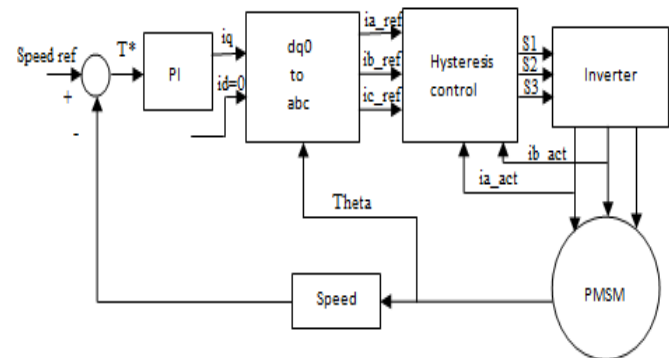 Speed ref
+
-
T*
PI
iq
id=0
dq0
to
abc
ia_ref
ib_ref
ic_ref
Hysteresis
control
S1
S2
S3
Inverter
ib_act
ia_act
Theta
Speed
PMSM